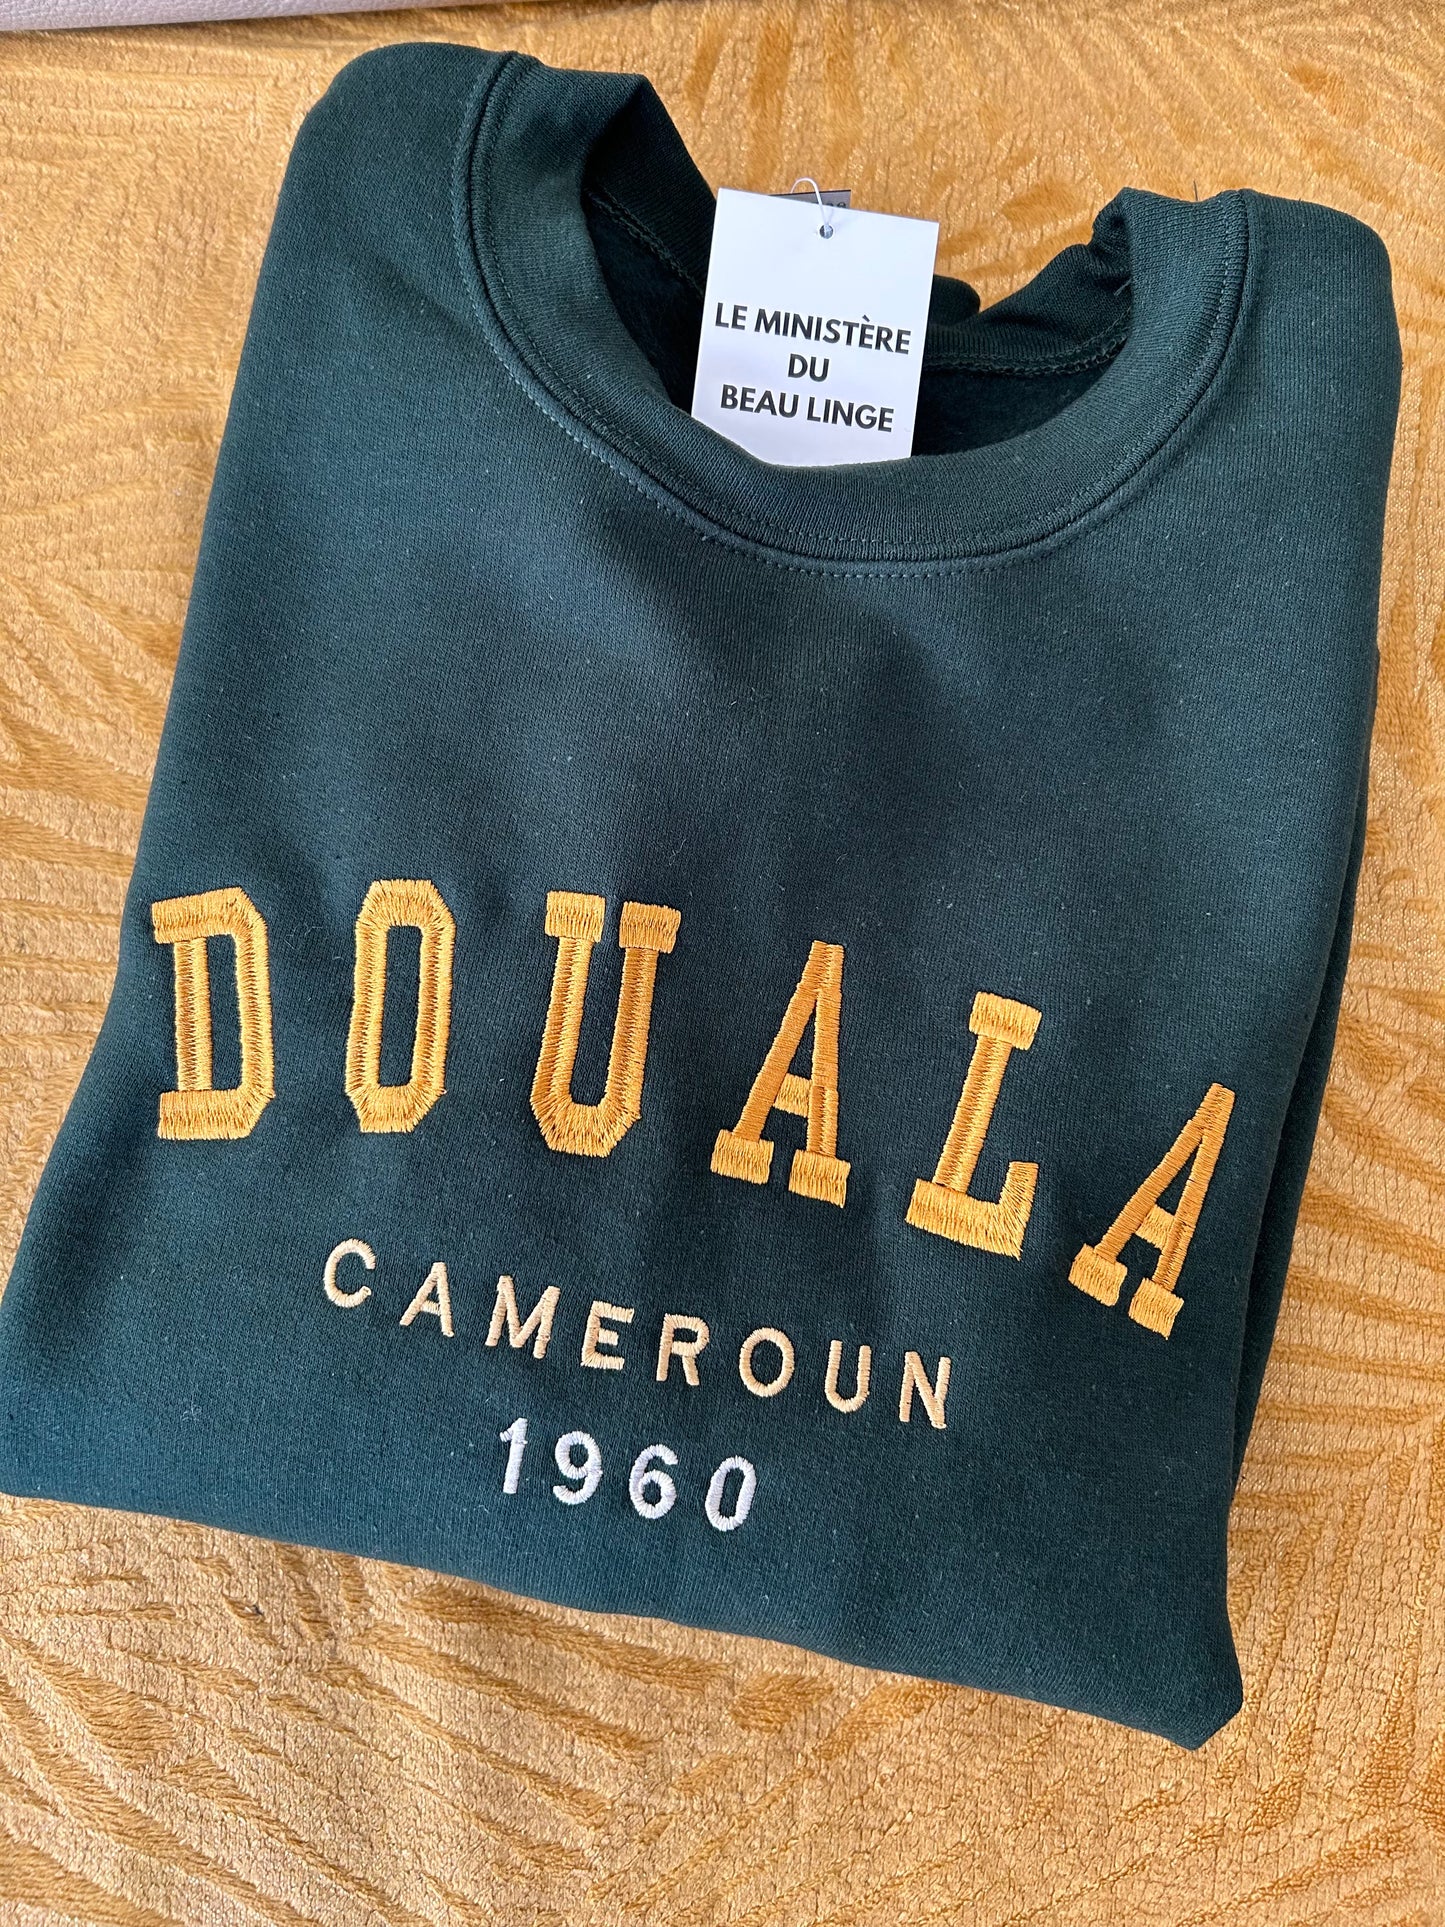 LE MINISTÈRE
DU
BEAU LINGE
DOUALA
CAMEROUN
1960